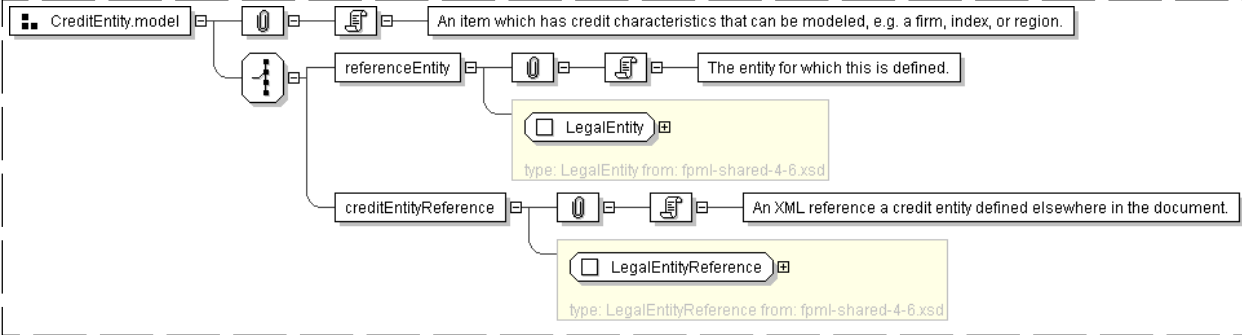 CreditEntity.model
An item which has credit characteristics that can be modeled, e.g. a firm, index, or region.
referenceEntity
The entity for which this is defined.
LegalEntity
type: LegalEntity from: fpml-shared-4-6.xsd
creditEntityReference
An XML reference a credit entity defined elsewhere in the document.
LegalEntityReference
type: LegalEntityReference from: fpml-shared-4-6.xsd